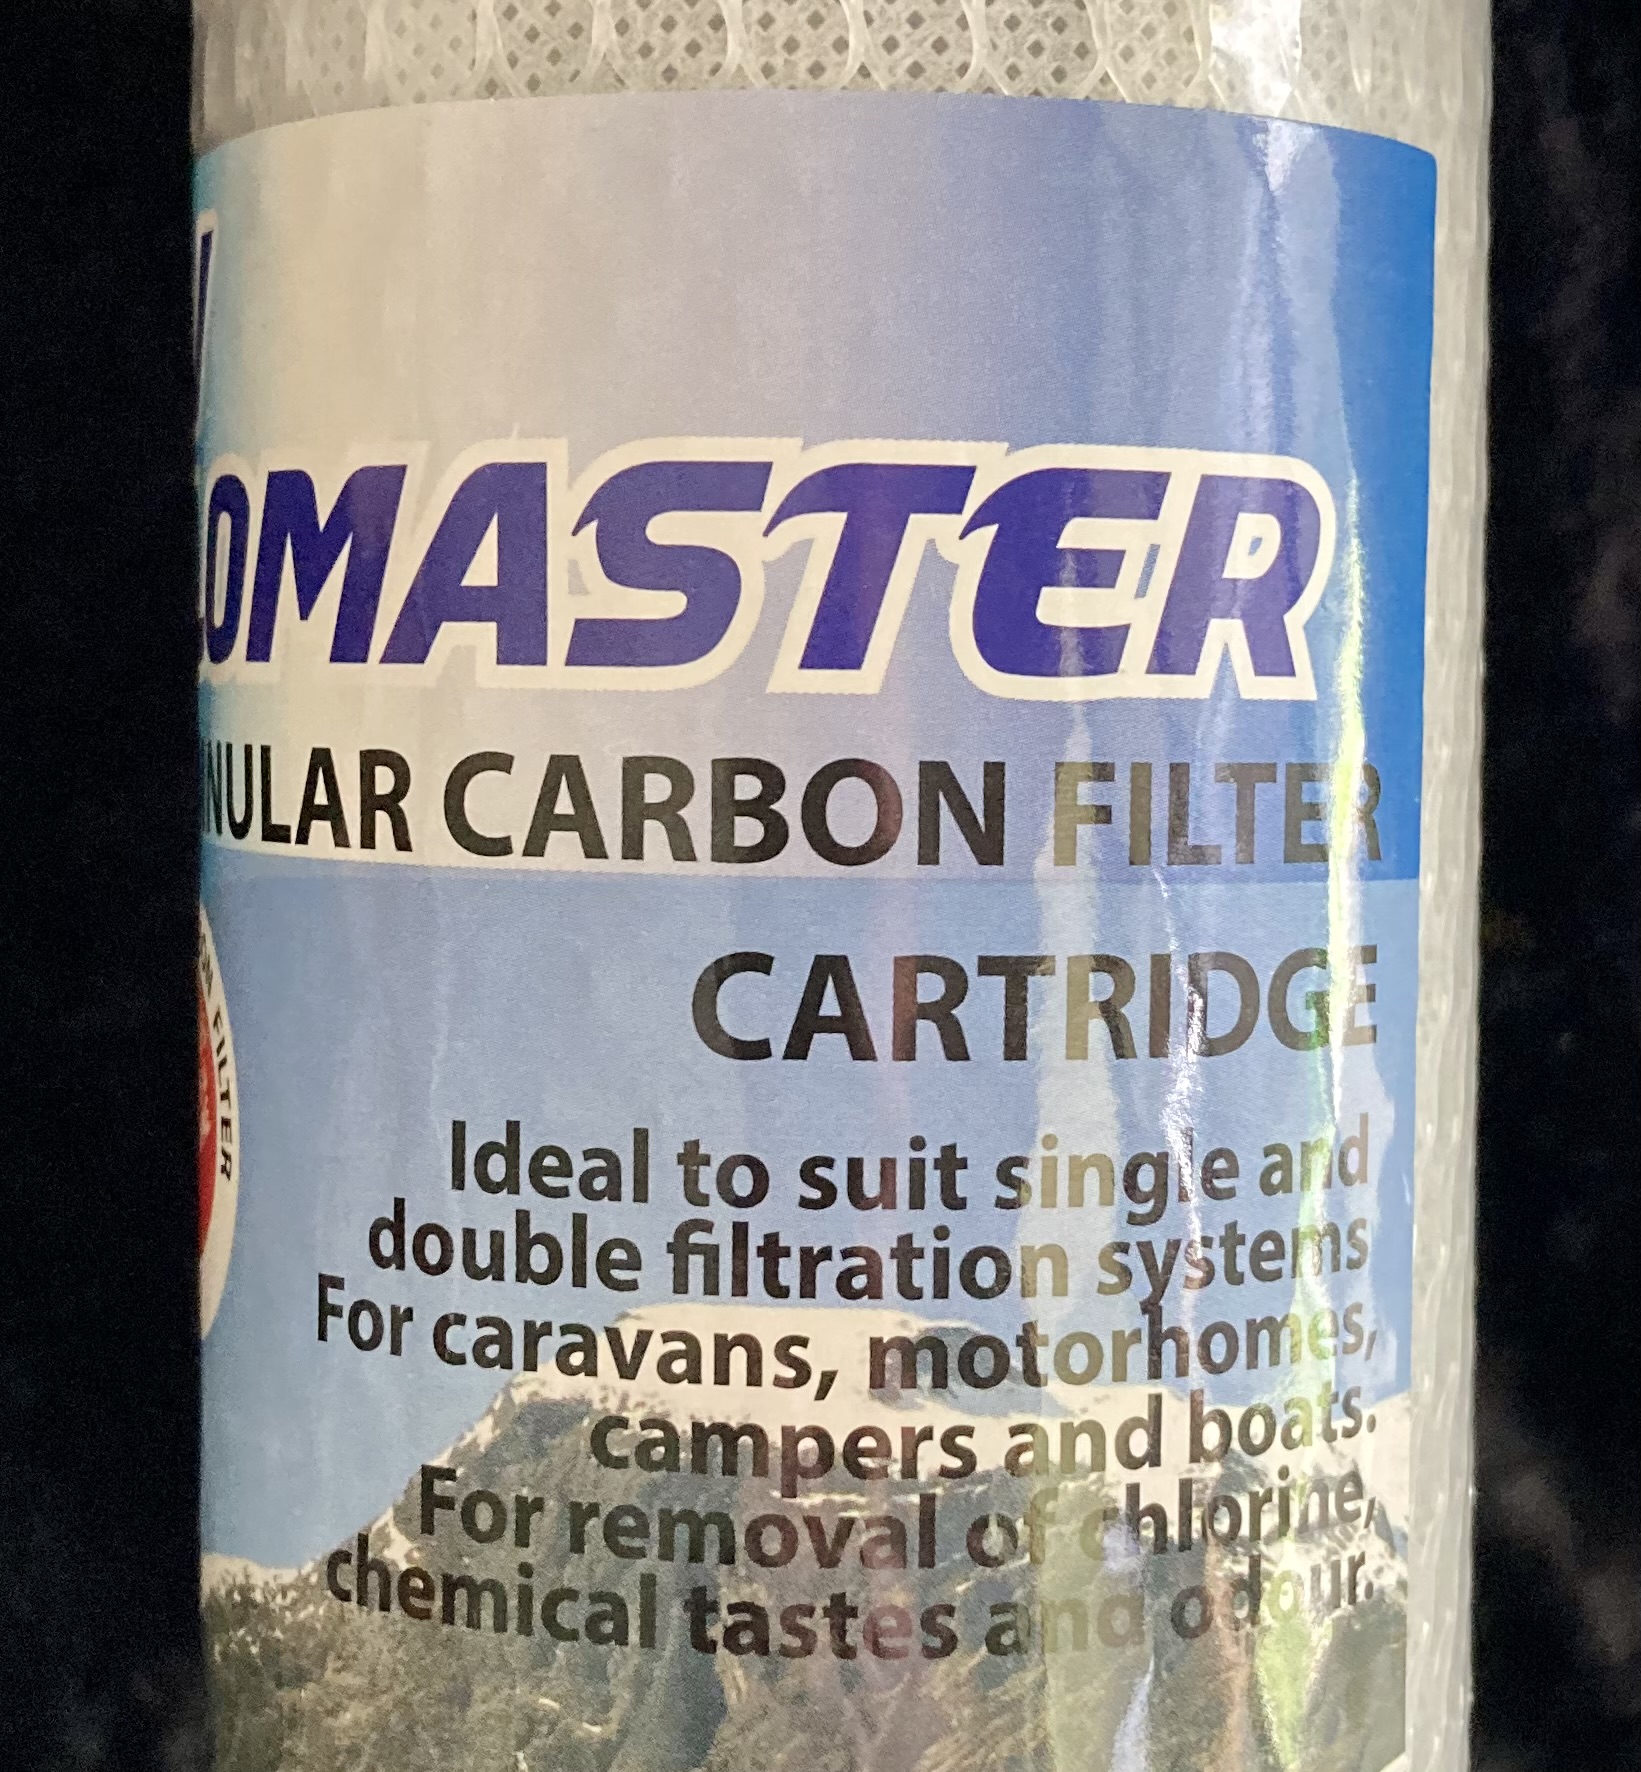 OMASTER
NULAR CARBON FILTER
CARTRIDGE
FILTER
Ideal to suit single and
double filtration systems
For caravans, motorhomes,
campers and boats.
For removal of chlorine,
chemical tastes and odour.